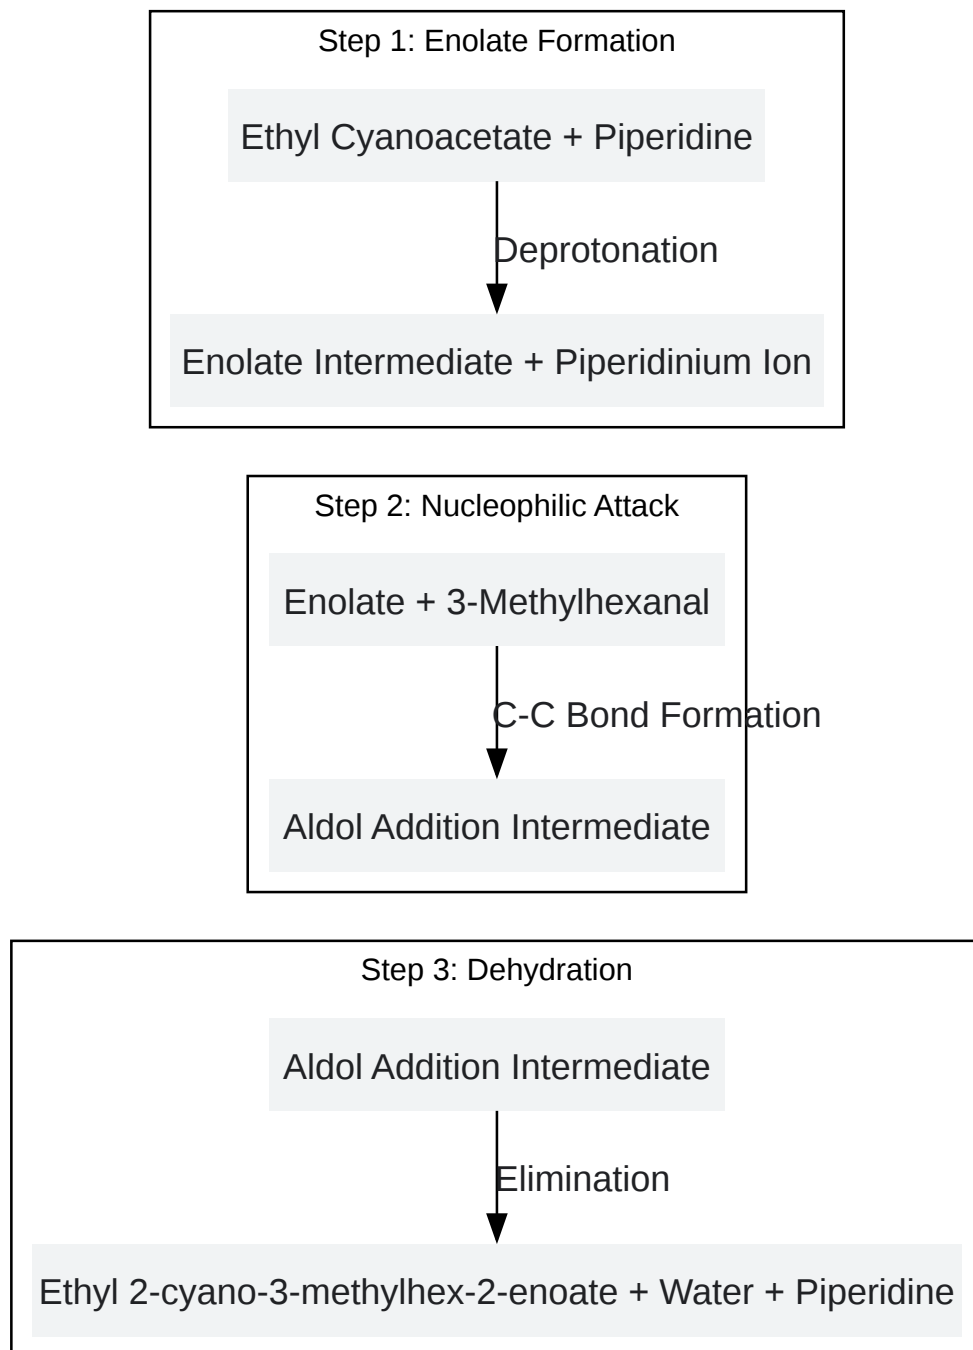 Step 1: Enolate Formation
Ethyl Cyanoacetate + Piperidine
Deprotonation
Enolate Intermediate + Piperidinium Ion
Step 2: Nucleophilic Attack
Enolate + 3-Methylhexanal
C-C Bond Formation
Aldol Addition Intermediate
Step 3: Dehydration
Aldol Addition Intermediate
Elimination
Ethyl 2-cyano-3-methylhex-2-enoate + Water + Piperidine